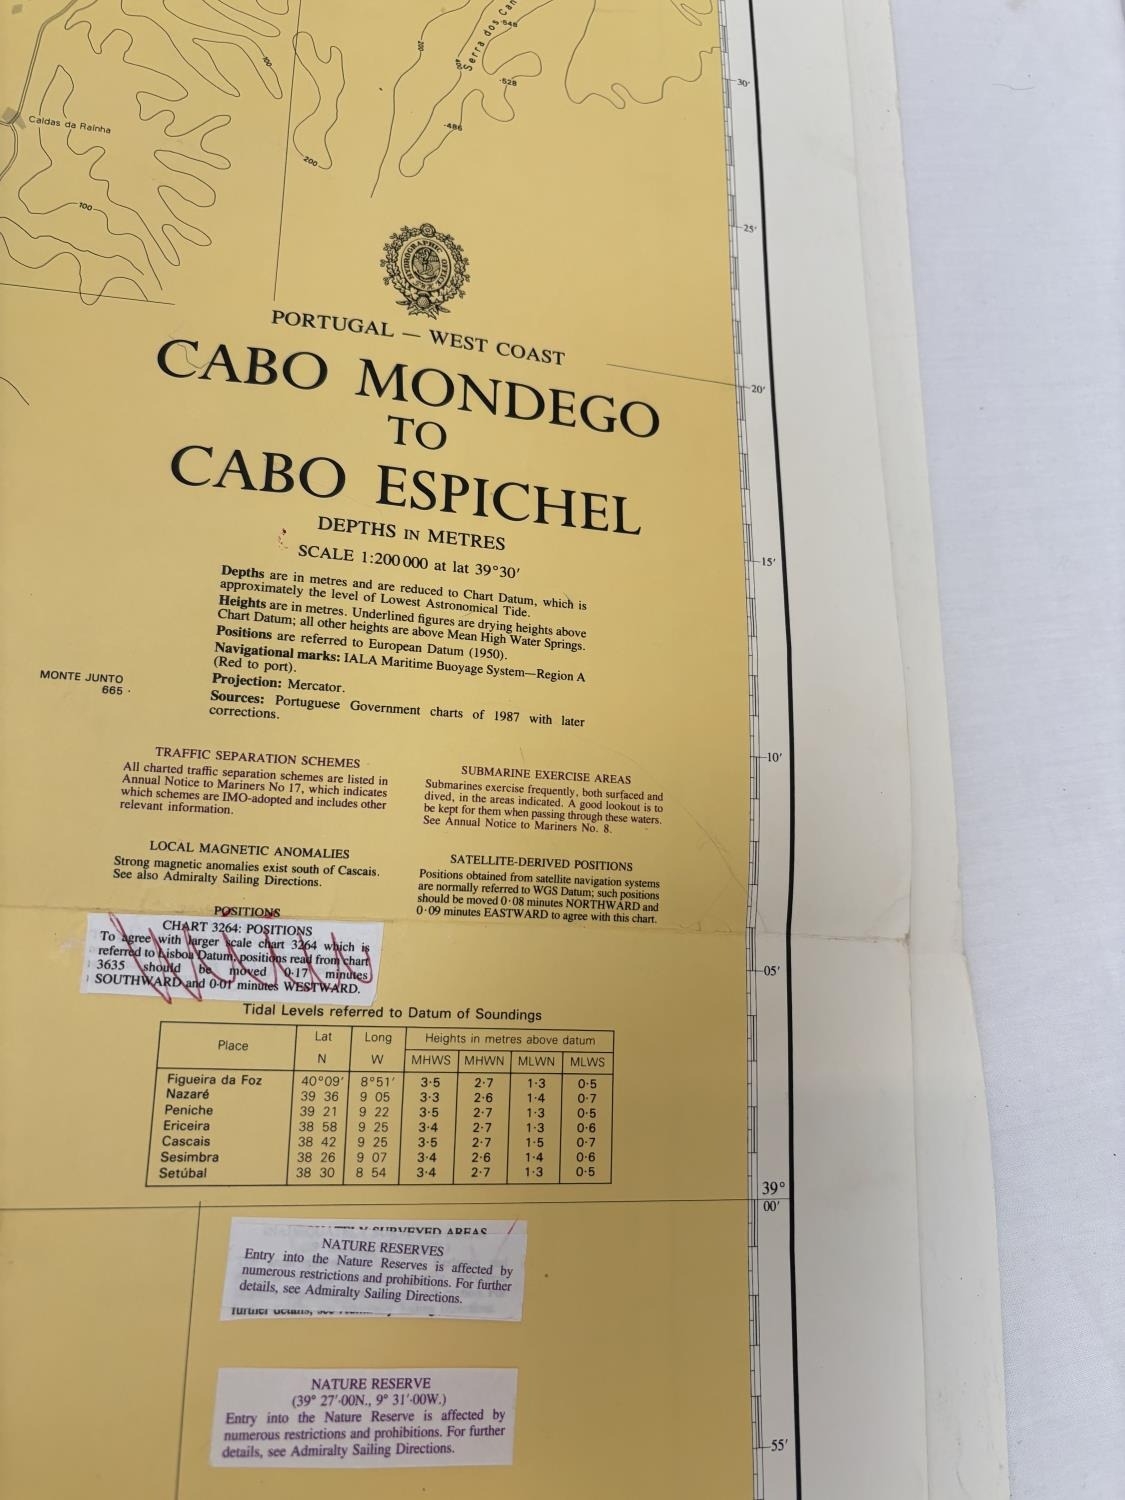 Serra dos Can
·548
·528
·486
200
200
100
30'
Caldas da Rainha
100
25'
HYDROGRAPHIC OFFICE
PORTUGAL — WEST COAST
CABO MONDEGO
TO
CABO ESPICHEL
20'
DEPTHS IN METRES
SCALE 1:200 000 at lat 39°30′
15'
Depths are in metres and are reduced to Chart Datum, which is
approximately the level of Lowest Astronomical Tide.
Heights are in metres. Underlined figures are drying heights above
Chart Datum; all other heights are above Mean High Water Springs.
Positions are referred to European Datum (1950).
Navigational marks: IALA Maritime Buoyage System—Region A
(Red to port).
Projection: Mercator.
Sources: Portuguese Government charts of 1987 with later
corrections.
MONTE JUNTO
665 ·
10'
TRAFFIC SEPARATION SCHEMES
All charted traffic separation schemes are listed in
Annual Notice to Mariners No 17, which indicates
which schemes are IMO-adopted and includes other
relevant information.
SUBMARINE EXERCISE AREAS
Submarines exercise frequently, both surfaced and
dived, in the areas indicated. A good lookout is to
be kept for them when passing through these waters.
See Annual Notice to Mariners No. 8.
LOCAL MAGNETIC ANOMALIES
Strong magnetic anomalies exist south of Cascais.
See also Admiralty Sailing Directions.
SATELLITE-DERIVED POSITIONS
Positions obtained from satellite navigation systems
are normally referred to WGS Datum; such positions
should be moved 0·08 minutes NORTHWARD and
0·09 minutes EASTWARD to agree with this chart.
POSITIONS
CHART 3264: POSITIONS
To agree with larger scale chart 3264 which is
referred to Lisboa Datum, positions read from chart
3635 should be moved 0·17 minutes
SOUTHWARD and 0·01 minutes WESTWARD.
05'
Tidal Levels referred to Datum of Soundings
Place Lat N Long W Heights in metres above datum
MHWS MHWN MLWN MLWS
Figueira da Foz 40°09′ 8°51′ 3·5 2·7 1·3 0·5
Nazaré 39 36 9 05 3·3 2·6 1·4 0·7
Peniche 39 21 9 22 3·5 2·7 1·3 0·5
Ericeira 38 58 9 25 3·4 2·7 1·3 0·6
Cascais 38 42 9 25 3·5 2·7 1·5 0·7
Sesimbra 38 26 9 07 3·4 2·6 1·4 0·6
Setúbal 38 30 8 54 3·4 2·7 1·3 0·5
39°
00'
SURVEYED AREAS
NATURE RESERVES
Entry into the Nature Reserves is affected by
numerous restrictions and prohibitions. For further
details, see Admiralty Sailing Directions.
further details, see
NATURE RESERVE
(39° 27′·00N., 9° 31′·00W.)
Entry into the Nature Reserve is affected by
numerous restrictions and prohibitions. For further
details, see Admiralty Sailing Directions.
55'